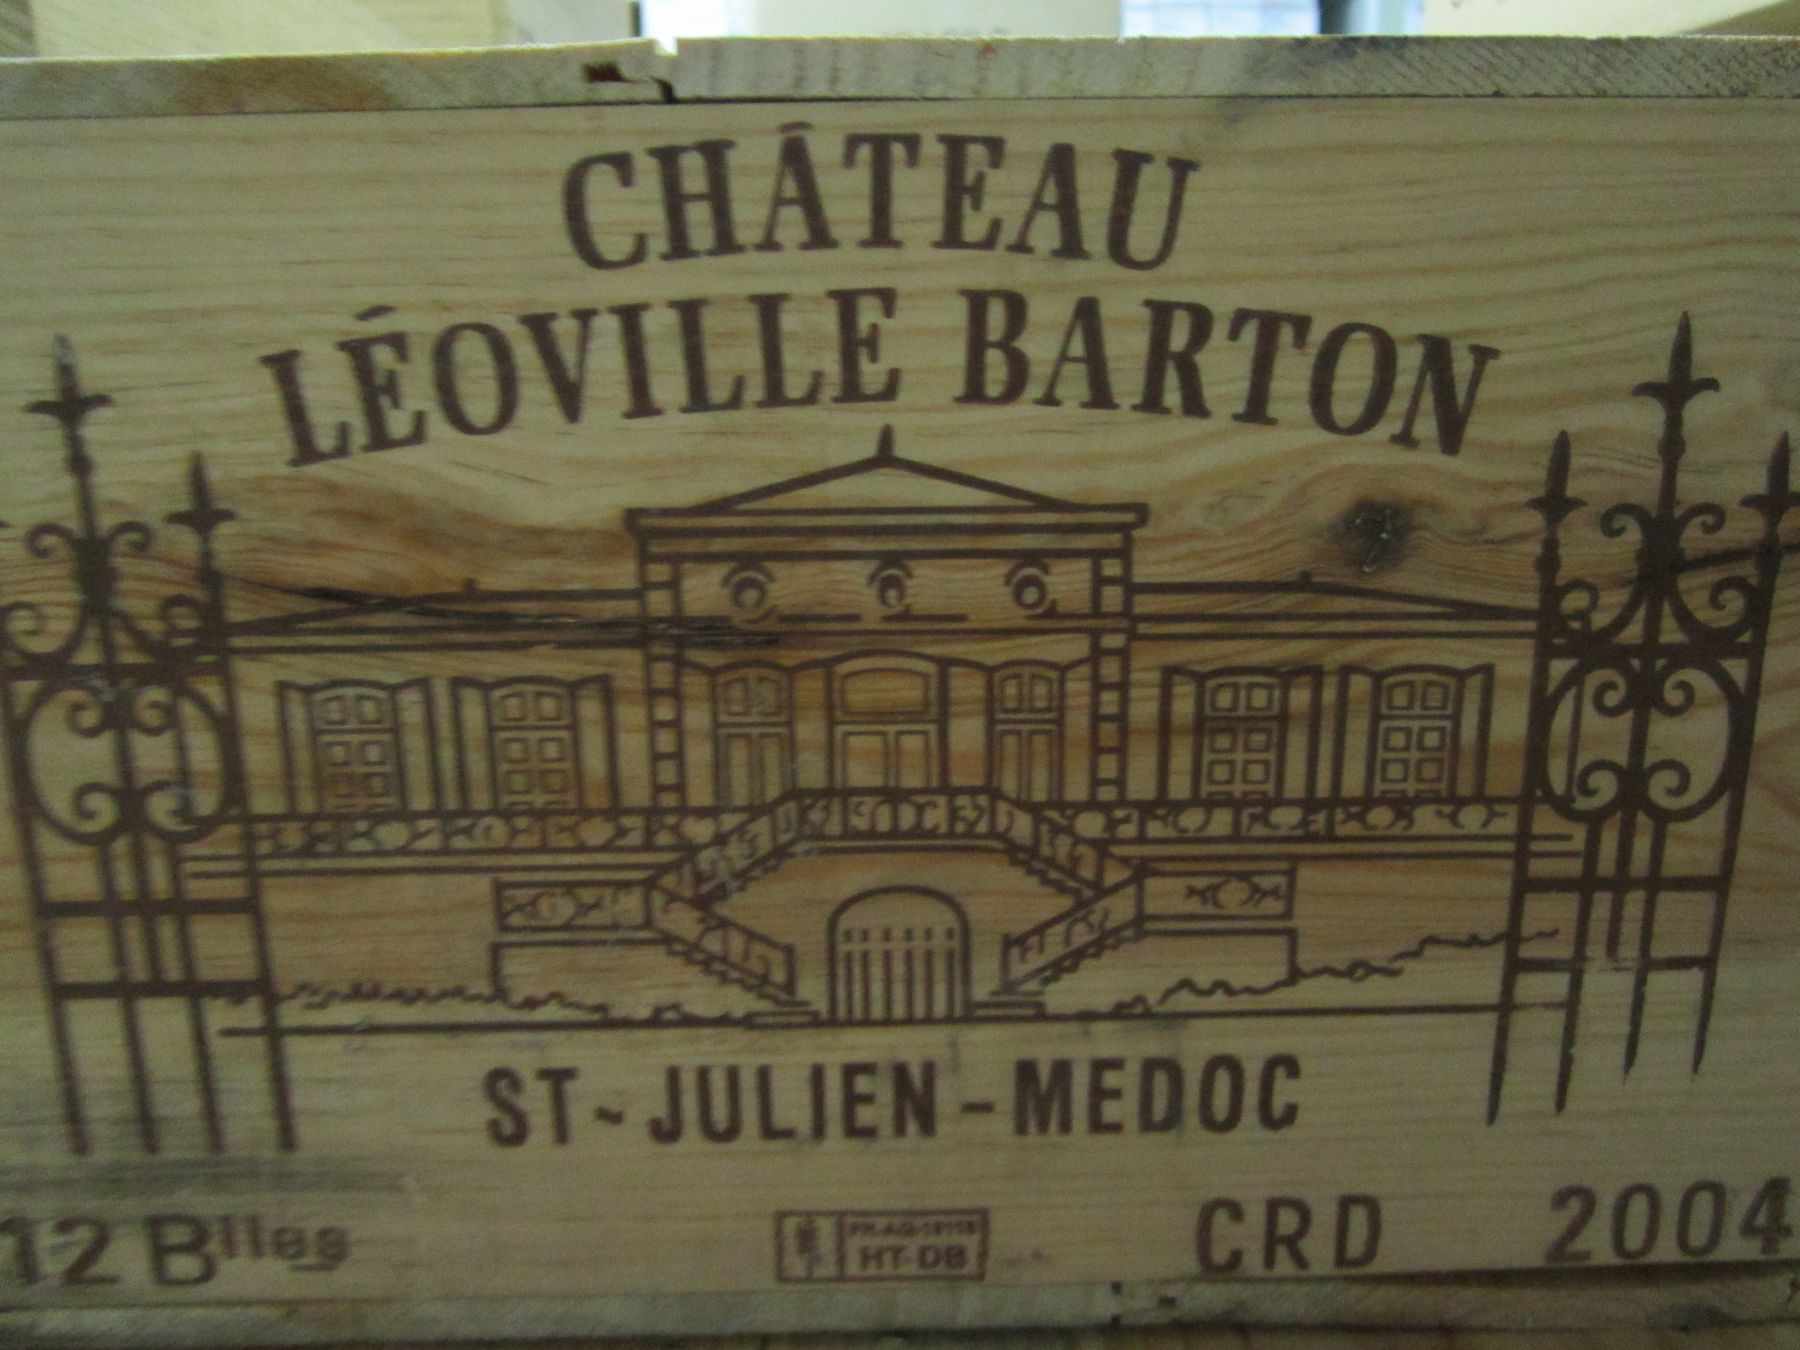 CHÂTEAU
LÉOVILLE BARTON
ST-JULIEN-MEDOC
12 Blles
HT-DB
CRD 2004